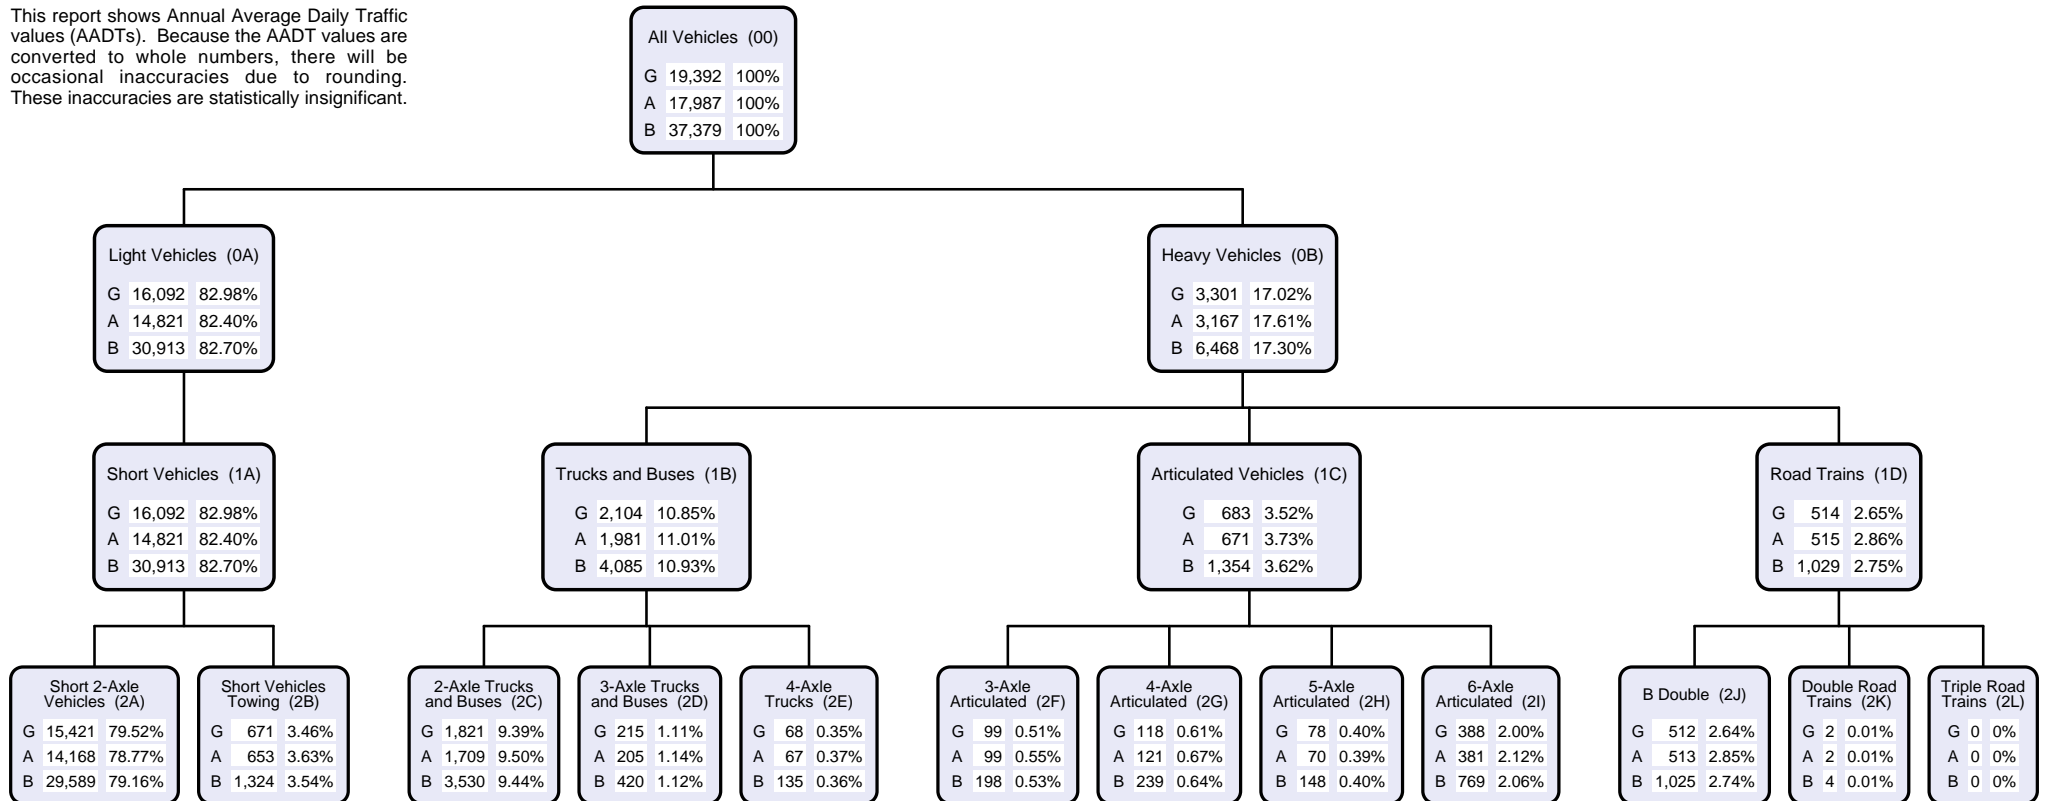 This report shows Annual Average Daily Traffic
values (AADTs). Because the AADT values are
converted to whole numbers, there will be
occasional inaccuracies due to rounding.
These inaccuracies are statistically insignificant.
All Vehicles (00)
G 19,392 100%
A 17,987 100%
B 37,379 100%
Light Vehicles (0A)
G 16,092 82.98%
A 14,821 82.40%
B 30,913 82.70%
Heavy Vehicles (0B)
G 3,301 17.02%
A 3,167 17.61%
B 6,468 17.30%
Short Vehicles (1A)
G 16,092 82.98%
A 14,821 82.40%
B 30,913 82.70%
Trucks and Buses (1B)
G 2,104 10.85%
A 1,981 11.01%
B 4,085 10.93%
Articulated Vehicles (1C)
G 683 3.52%
A 671 3.73%
B 1,354 3.62%
Road Trains (1D)
G 514 2.65%
A 515 2.86%
B 1,029 2.75%
Short 2-Axle
Vehicles (2A)
G 15,421 79.52%
A 14,168 78.77%
B 29,589 79.16%
Short Vehicles
Towing (2B)
G 671 3.46%
A 653 3.63%
B 1,324 3.54%
2-Axle Trucks
and Buses (2C)
G 1,821 9.39%
A 1,709 9.50%
B 3,530 9.44%
3-Axle Trucks
and Buses (2D)
G 215 1.11%
A 205 1.14%
B 420 1.12%
4-Axle
Trucks (2E)
G 68 0.35%
A 67 0.37%
B 135 0.36%
3-Axle
Articulated (2F)
G 99 0.51%
A 99 0.55%
B 198 0.53%
4-Axle
Articulated (2G)
G 118 0.61%
A 121 0.67%
B 239 0.64%
5-Axle
Articulated (2H)
G 78 0.40%
A 70 0.39%
B 148 0.40%
6-Axle
Articulated (2I)
G 388 2.00%
A 381 2.12%
B 769 2.06%
B Double (2J)
G 512 2.64%
A 513 2.85%
B 1,025 2.74%
Double Road
Trains (2K)
G 2 0.01%
A 2 0.01%
B 4 0.01%
Triple Road
Trains (2L)
G 0 0%
A 0 0%
B 0 0%